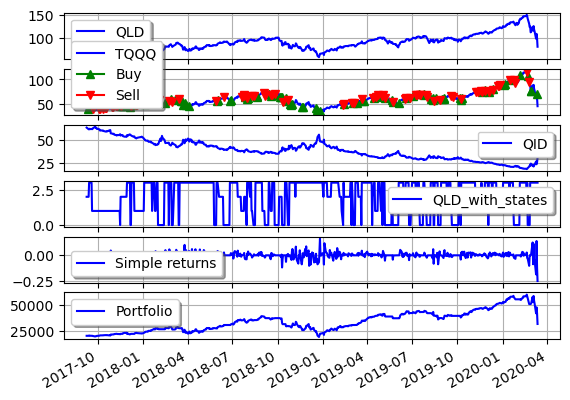 150
100
QLD
TQQQ
Buy
Sell
100
50
50
25
QID
2.5
0.0
QLD_with_states
0.00
-0.25
Simple returns
50000
25000
Portfolio
2017-10
2018-01
2018-04
2018-07
2018-10
2019-01
2019-04
2019-07
2019-10
2020-01
2020-04